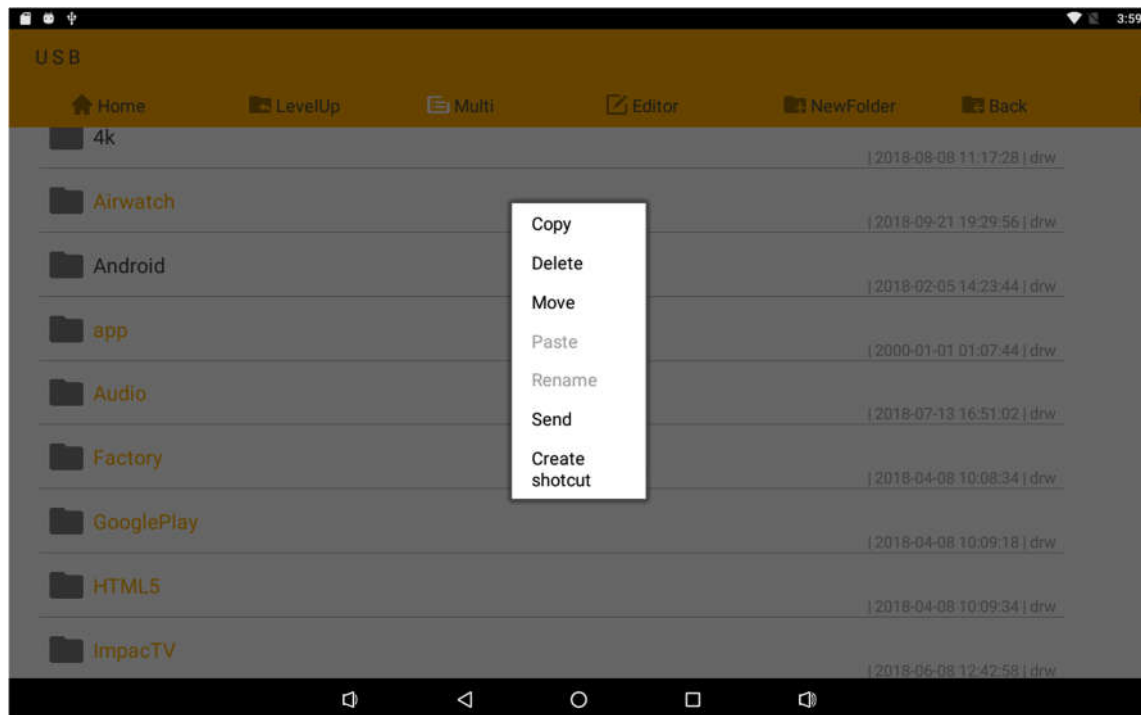 3:59
USB
Home LevelUp Multi Editor NewFolder Back
4k
| 2018-08-08 11:17:28 | drw
Airwatch
| 2018-09-21 19:29:56 | drw
Android
| 2018-02-05 14:23:44 | drw
app
| 2000-01-01 01:07:44 | drw
Audio
| 2018-07-13 16:51:02 | drw
Factory
| 2018-04-08 10:08:34 | drw
GooglePlay
| 2018-04-08 10:09:18 | drw
HTML5
| 2018-04-08 10:09:34 | drw
ImpacTV
| 2018-06-08 12:42:58 | drw
Copy
Delete
Move
Paste
Rename
Send
Create
shotcut